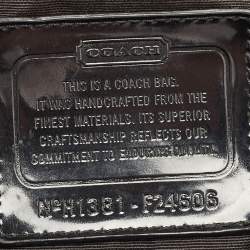 COACH
THIS IS A COACH BAG.
IT WAS HANDCRAFTED FROM THE
FINEST MATERIALS. ITS SUPERIOR
CRAFTSMANSHIP REFLECTS OUR
COMMITMENT TO ENDURING QUALITY.
NPH1381-F24606